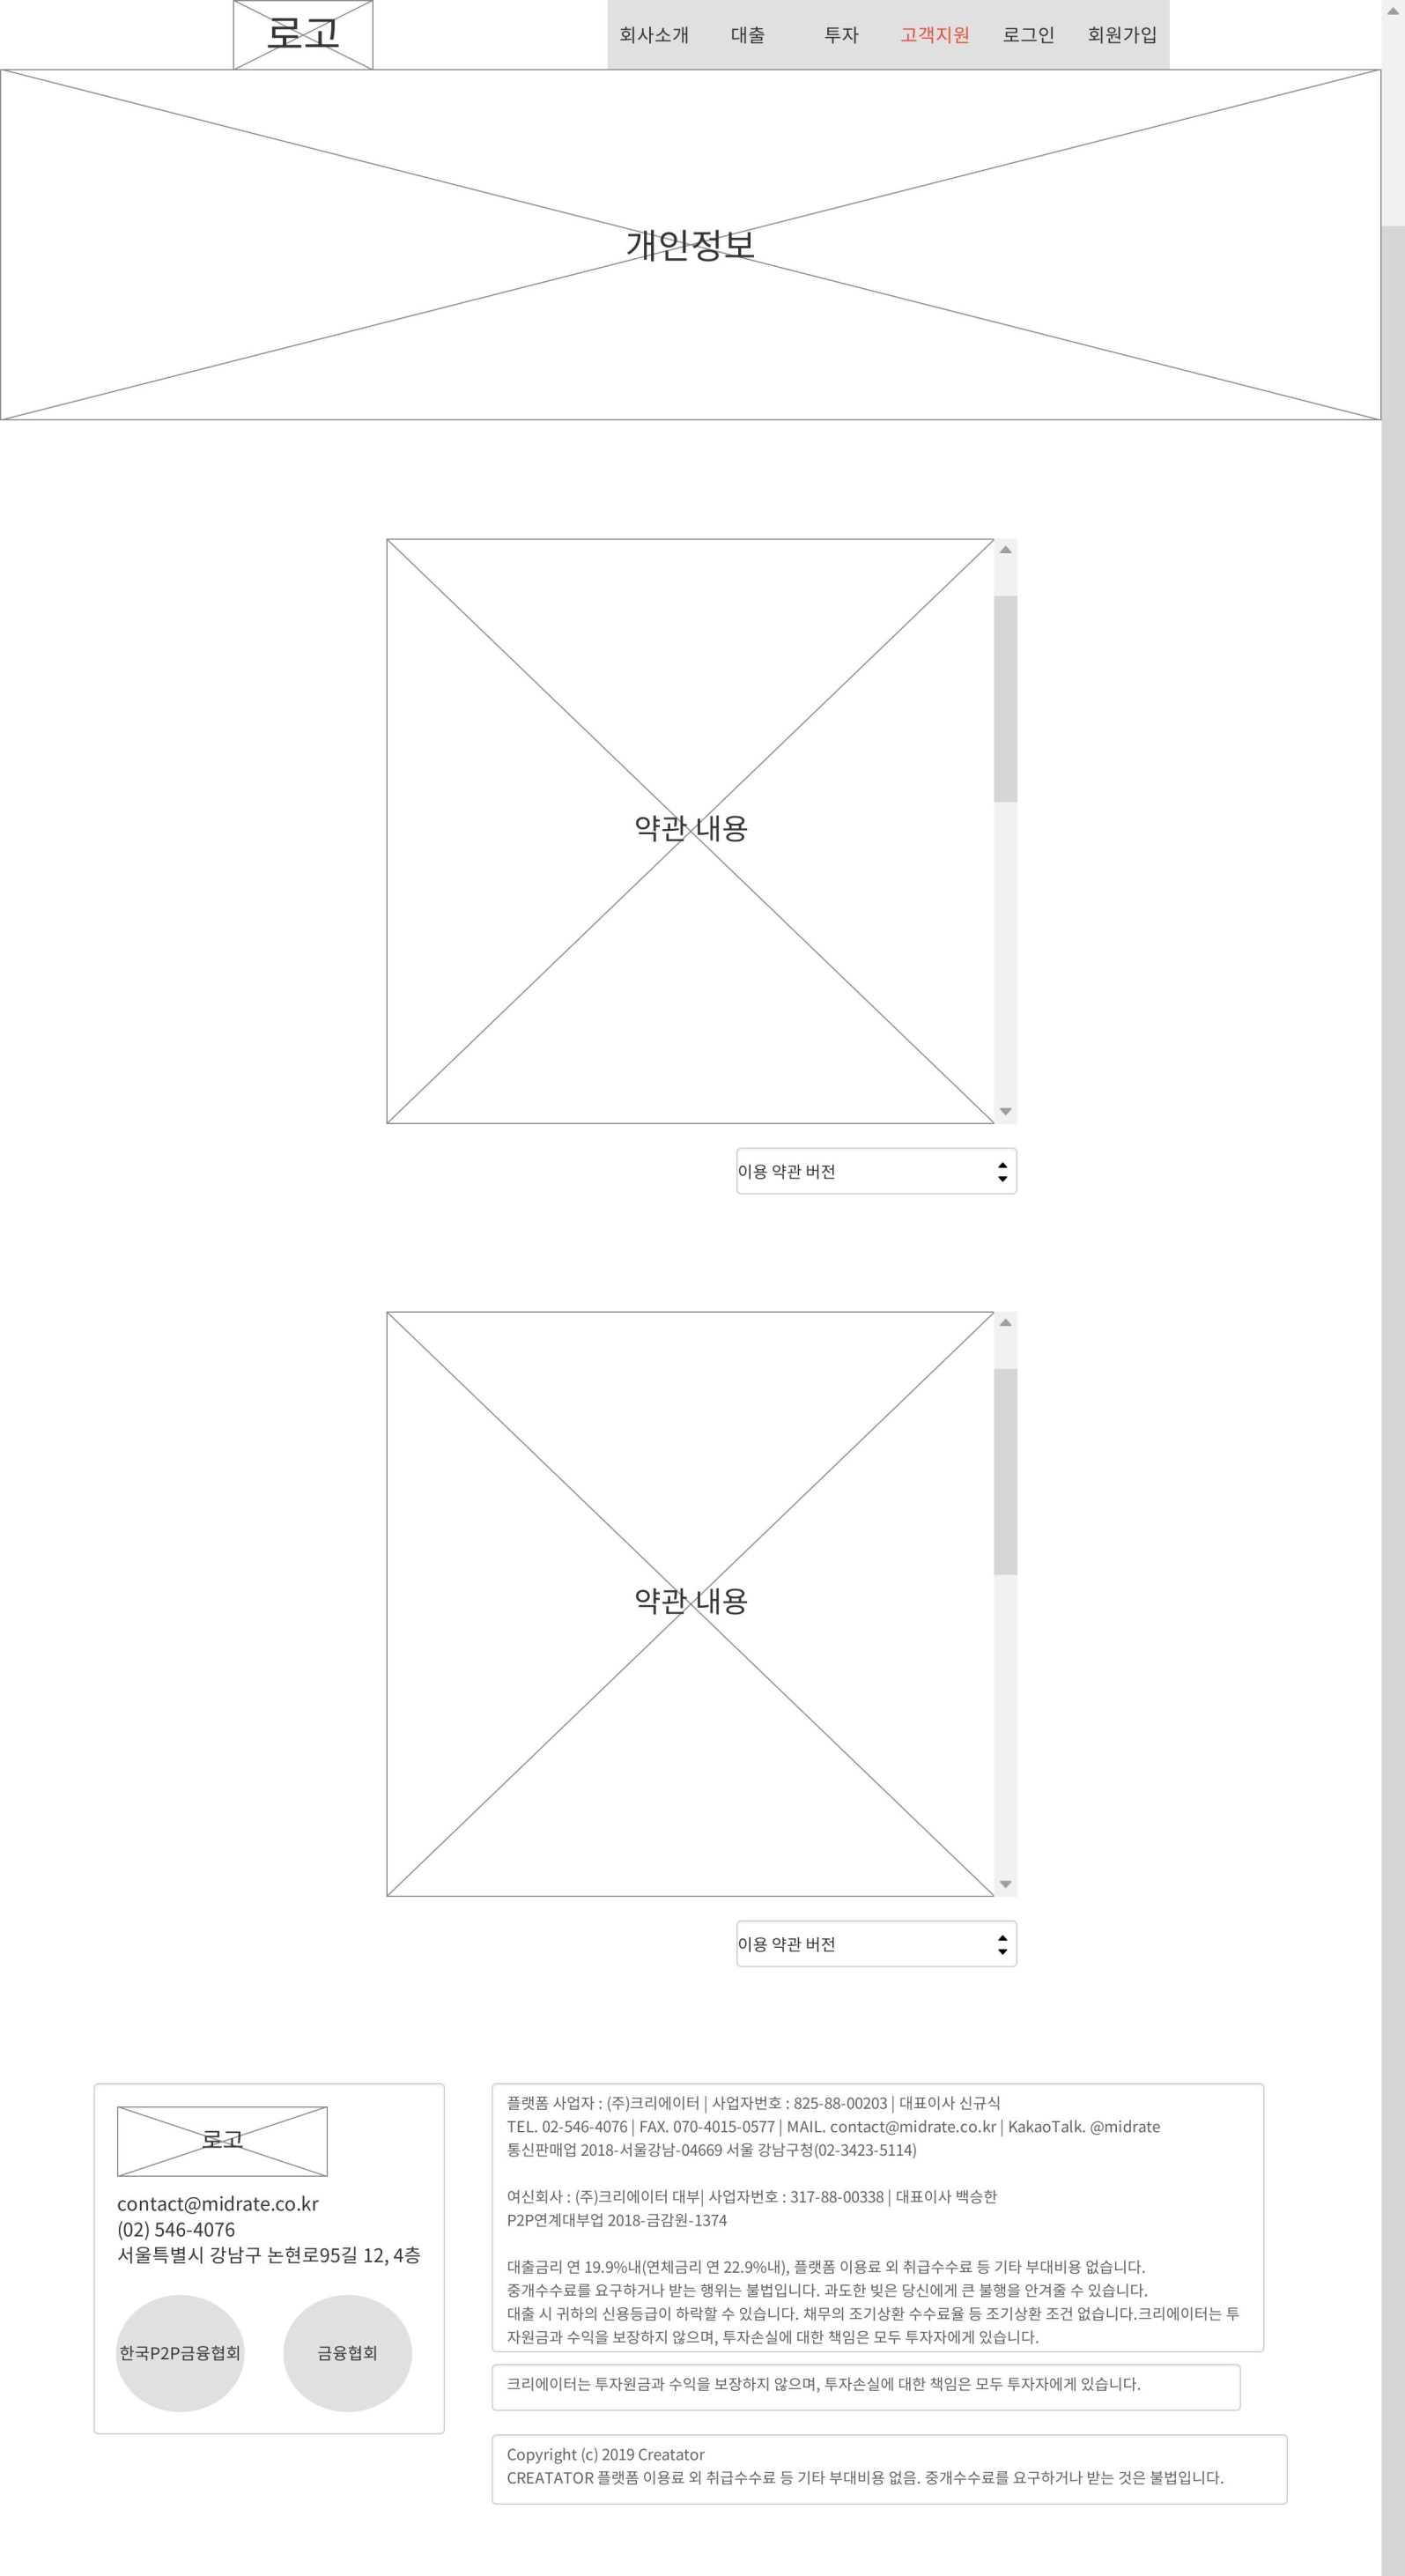 로고
회사소개 대출 투자 고객지원 로그인 회원가입
개인정보
약관 내용
이용 약관 버전
약관 내용
이용 약관 버전
로고
contact@midrate.co.kr
(02) 546-4076
서울특별시 강남구 논현로95길 12, 4층
한국P2P금융협회 금융협회
플랫폼 사업자 : (주)크리에이터 | 사업자번호 : 825-88-00203 | 대표이사 신규식
TEL. 02-546-4076 | FAX. 070-4015-0577 | MAIL. contact@midrate.co.kr | KakaoTalk. @midrate
통신판매업 2018-서울강남-04669 서울 강남구청(02-3423-5114)
여신회사 : (주)크리에이터 대부| 사업자번호 : 317-88-00338 | 대표이사 백승한
P2P연계대부업 2018-금감원-1374
대출금리 연 19.9%내(연체금리 연 22.9%내), 플랫폼 이용료 외 취급수수료 등 기타 부대비용 없습니다.
중개수수료를 요구하거나 받는 행위는 불법입니다. 과도한 빚은 당신에게 큰 불행을 안겨줄 수 있습니다.
대출 시 귀하의 신용등급이 하락할 수 있습니다. 채무의 조기상환 수수료율 등 조기상환 조건 없습니다.크리에이터는 투
자원금과 수익을 보장하지 않으며, 투자손실에 대한 책임은 모두 투자자에게 있습니다.
크리에이터는 투자원금과 수익을 보장하지 않으며, 투자손실에 대한 책임은 모두 투자자에게 있습니다.
Copyright (c) 2019 Creatator
CREATATOR 플랫폼 이용료 외 취급수수료 등 기타 부대비용 없음. 중개수수료를 요구하거나 받는 것은 불법입니다.